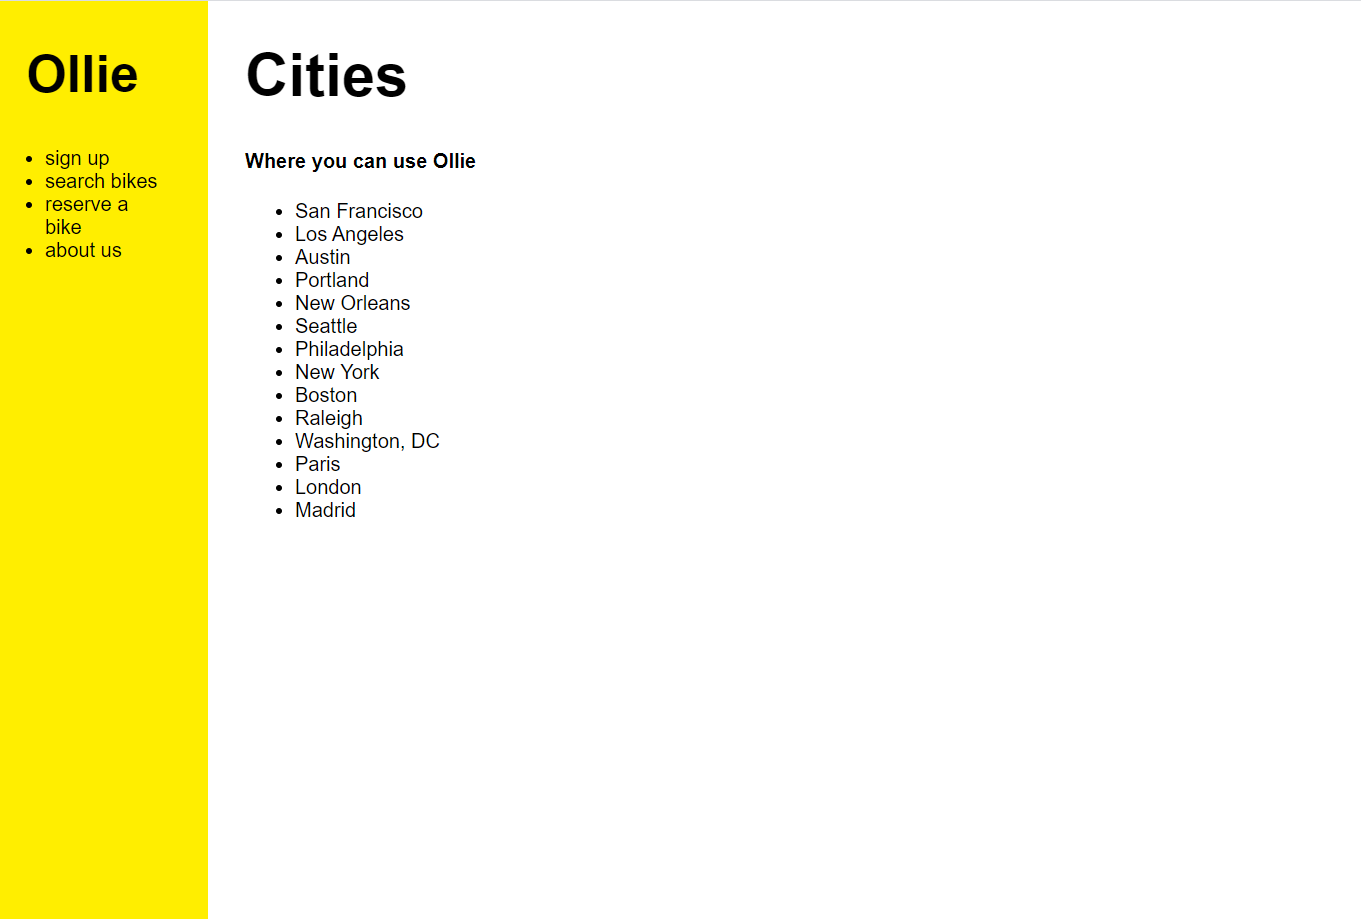 Ollie
sign up
search bikes
reserve a
bike
about us
Cities
Where you can use Ollie
San Francisco
Los Angeles
Austin
Portland
New Orleans
Seattle
Philadelphia
New York
Boston
Raleigh
Washington, DC
Paris
London
Madrid